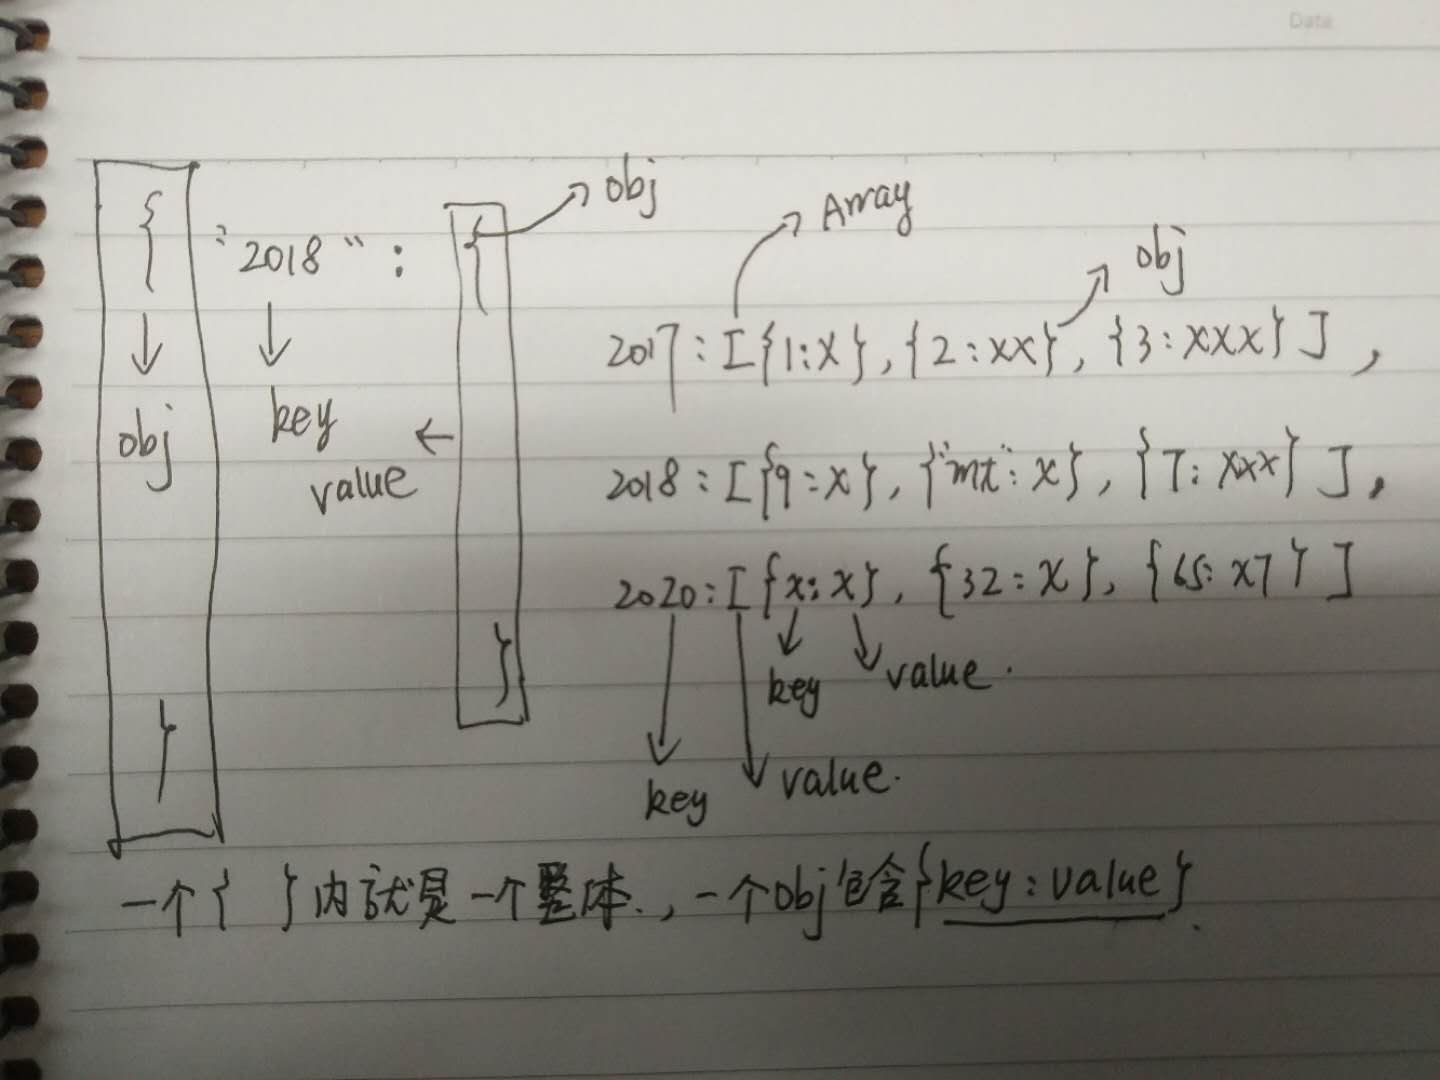 Date
{ "2018" : { → obj
→ Array
→ obj
2017 : [ {1:x}, {2:xx}, {3:xxx} ] ,
↓ ↓
obj key
value ←
2018 : [ {9:x}, {"mt":x}, {7:xxx} ] ,
2020 : [ {x:x}, {32:x}, {65:x7} ]
key value.
}
key value.
}
一个{ }内就是一个整体.,一个obj包含{key:value}.